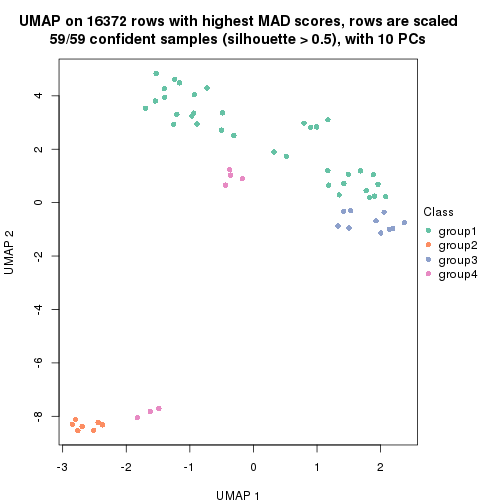 UMAP on 16372 rows with highest MAD scores, rows are scaled
59/59 confident samples (silhouette > 0.5), with 10 PCs
4
2
0
-2
-4
-6
-8
UMAP 2
-3
-2
-1
0
1
2
UMAP 1
Class
group1
group2
group3
group4